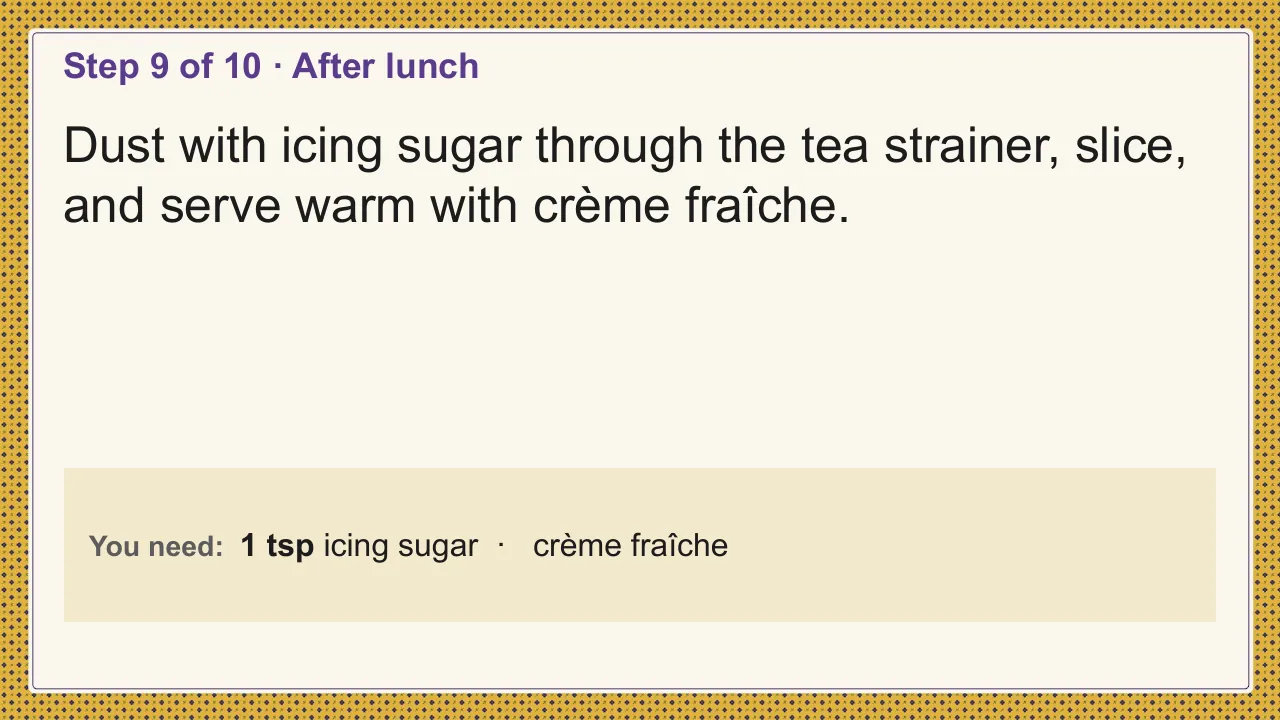 Step 9 of 10 · After lunch
Dust with icing sugar through the tea strainer, slice,
and serve warm with crème fraîche.
You need: 1 tsp icing sugar · crème fraîche